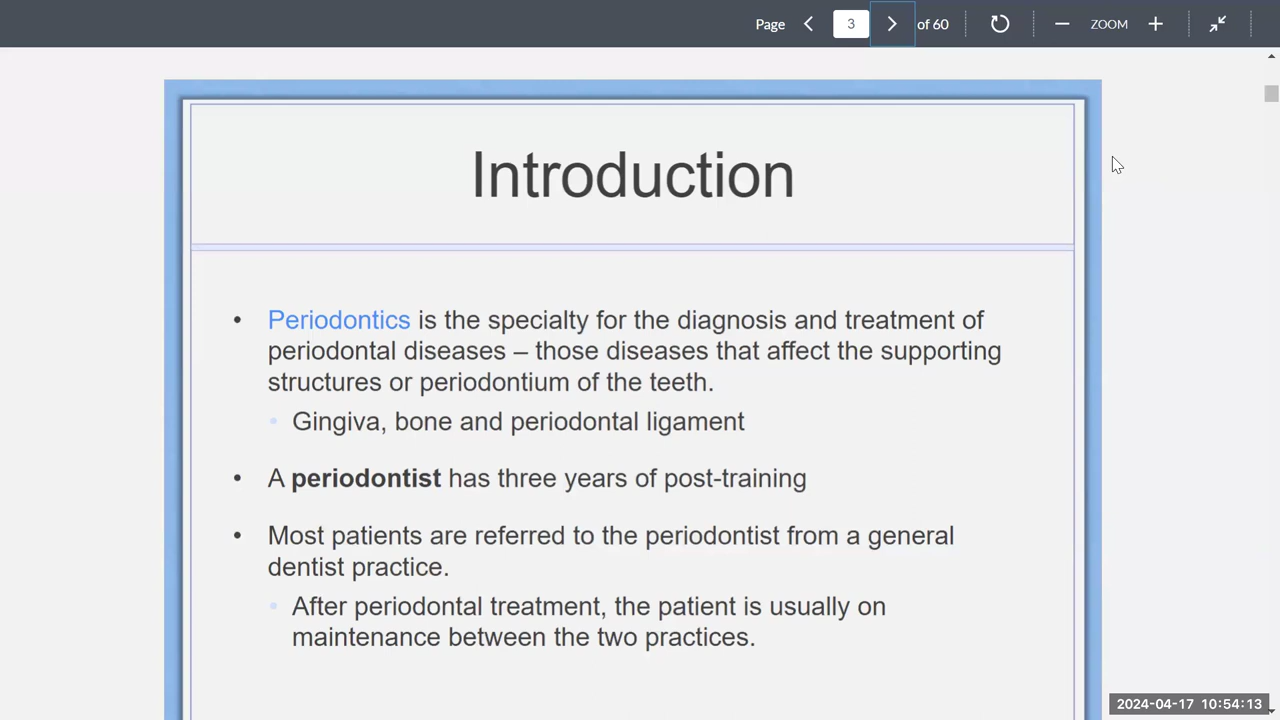 Page 3 of 60 ZOOM
Introduction
• Periodontics is the specialty for the diagnosis and treatment of
periodontal diseases – those diseases that affect the supporting
structures or periodontium of the teeth.
• Gingiva, bone and periodontal ligament
• A periodontist has three years of post-training
• Most patients are referred to the periodontist from a general
dentist practice.
• After periodontal treatment, the patient is usually on
maintenance between the two practices.
2024-04-17 10:54:13